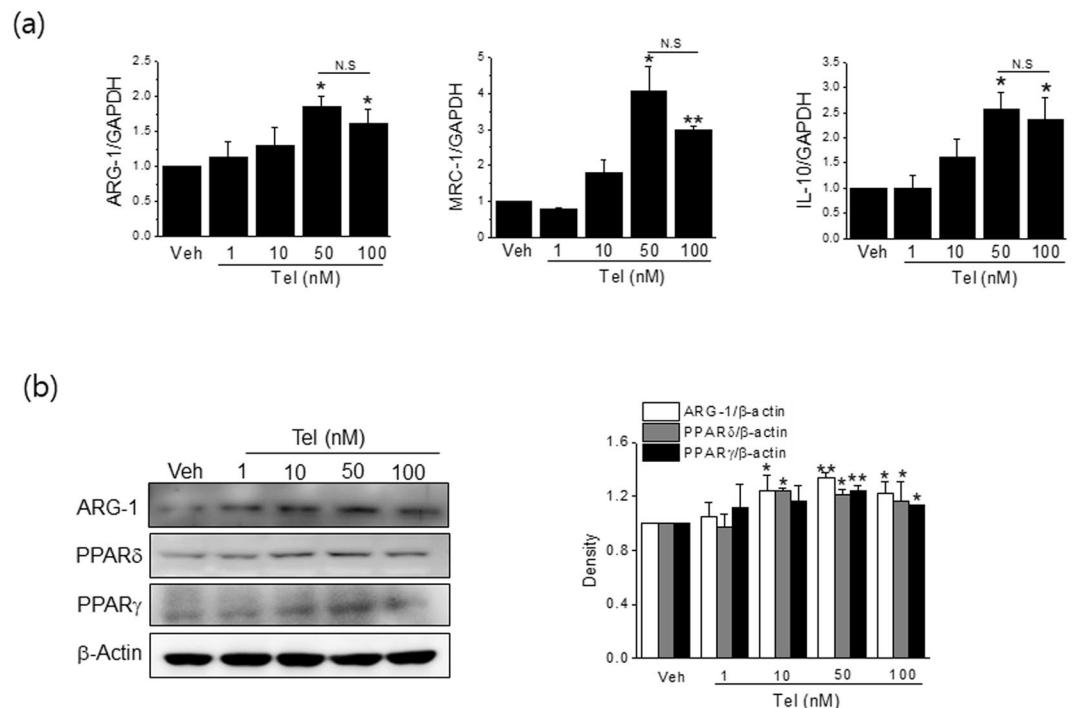 (a)
ARG-1/GAPDH
2.5
2.0
1.5
1.0
0.5
0.0
N.S
*
*
Veh 1 10 50 100
Tel (nM)
MRC-1/GAPDH
5
4
3
2
1
0
N.S
*
**
Veh 1 10 50 100
Tel (nM)
IL-10/GAPDH
3.5
3.0
2.5
2.0
1.5
1.0
0.5
0.0
N.S
*
*
Veh 1 10 50 100
Tel (nM)
(b)
Tel (nM)
Veh 1 10 50 100
ARG-1
PPARδ
PPARγ
β-Actin
ARG-1/β-actin
PPARδ/β-actin
PPARγ/β-actin
Density
1.6
1.2
0.8
0.4
0.0
* *
** * **
* * *
Veh 1 10 50 100
Tel (nM)